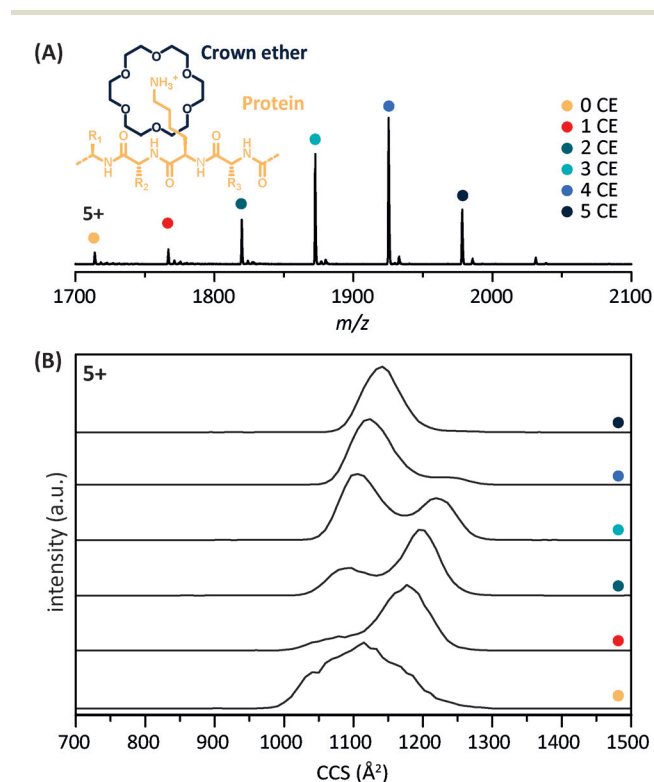 (A)
Crown ether
O
O
O
NH₃⁺
O
O
O
Protein
R₁
O
H
N
O
N
H
R₂
O
H
N
O
N
H
R₃
H
N
O
0 CE
1 CE
2 CE
3 CE
4 CE
5 CE
5+
1700 1800 1900 2000 2100
m/z
(B)
5+
intensity (a.u.)
700 800 900 1000 1100 1200 1300 1400 1500
CCS (Å²)